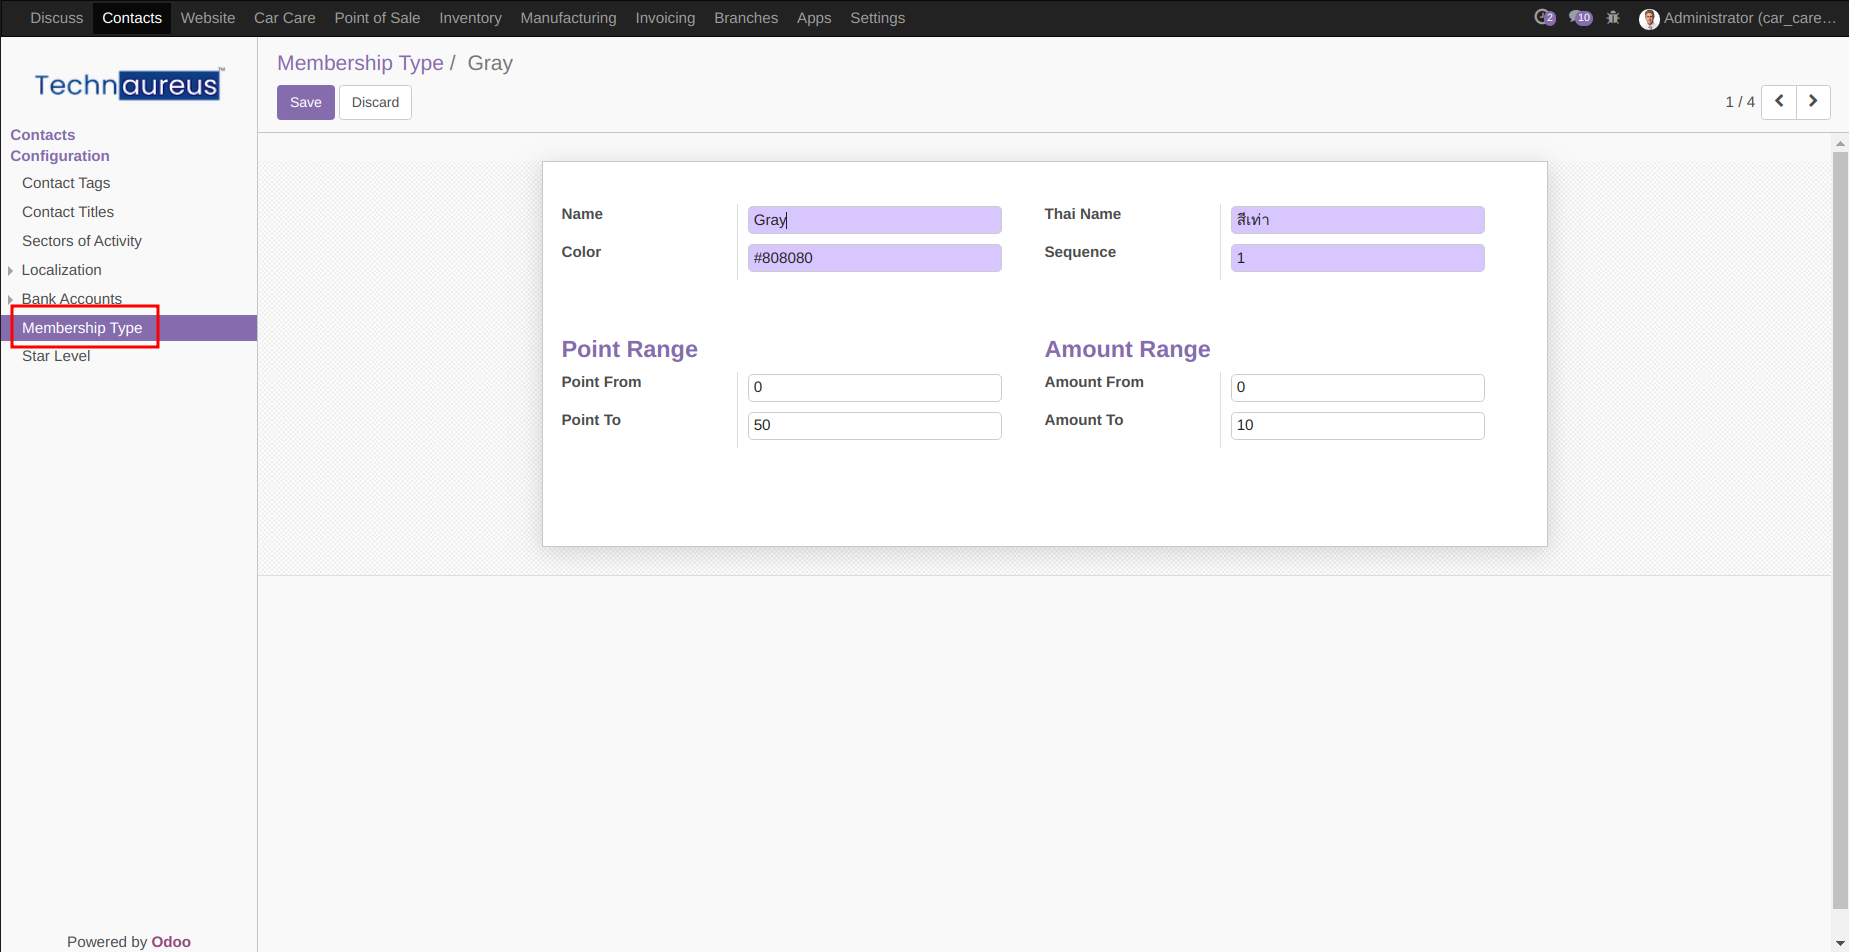 Discuss Contacts Website Car Care Point of Sale Inventory Manufacturing Invoicing Branches Apps Settings 2 10 Administrator (car_care...
Technaureus™
Contacts
Configuration
Contact Tags
Contact Titles
Sectors of Activity
Localization
Bank Accounts
Membership Type
Star Level
Powered by Odoo
Membership Type / Gray
Save Discard 1 / 4
Name Gray Thai Name สีเท่า
Color #808080 Sequence 1
Point Range Amount Range
Point From 0 Amount From 0
Point To 50 Amount To 10